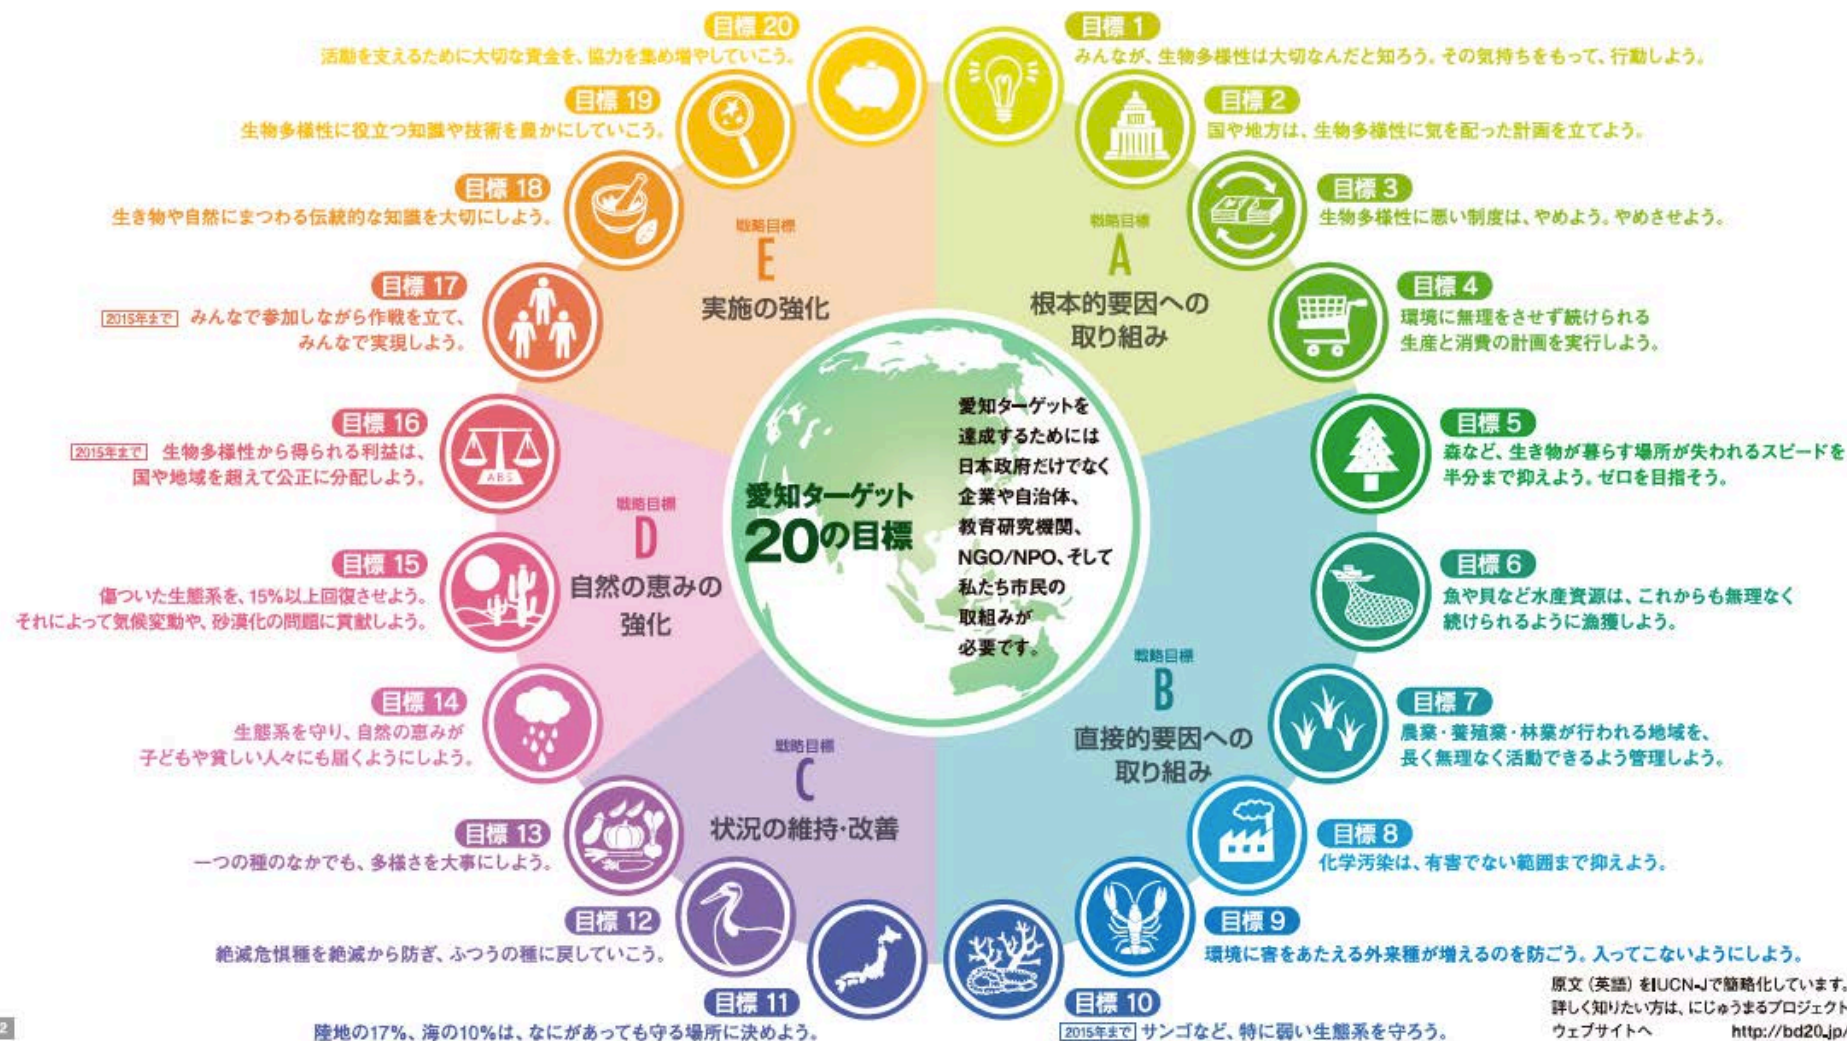 目標 1
みんなが、生物多様性は大切なんだと知ろう。その気持ちをもって、行動しよう。
目標 2
国や地方は、生物多様性に気を配った計画を立てよう。
目標 3
生物多様性に悪い制度は、やめよう。やめさせよう。
目標 4
環境に無理をさせず続けられる
生産と消費の計画を実行しよう。
目標 5
森など、生き物が暮らす場所が失われるスピードを
半分まで抑えよう。ゼロを目指そう。
目標 6
魚や貝など水産資源は、これからも無理なく
続けられるように漁獲しよう。
目標 7
農業・養殖業・林業が行われる地域を、
長く無理なく活動できるよう管理しよう。
目標 8
化学汚染は、有害でない範囲まで抑えよう。
目標 9
環境に害をあたえる外来種が増えるのを防ごう。入ってこないようにしよう。
目標 10
2015年まで サンゴなど、特に弱い生態系を守ろう。
目標 11
陸地の17%、海の10%は、なにがあっても守る場所に決めよう。
目標 12
絶滅危惧種を絶滅から防ぎ、ふつうの種に戻していこう。
目標 13
一つの種のなかでも、多様さを大事にしよう。
目標 14
生態系を守り、自然の恵みが
子どもや貧しい人々にも届くようにしよう。
目標 15
傷ついた生態系を、15%以上回復させよう。
それによって気候変動や、砂漠化の問題に貢献しよう。
目標 16
2015年まで 生物多様性から得られる利益は、
国や地域を超えて公正に分配しよう。
ABS
目標 17
2015年まで みんなで参加しながら作戦を立て、
みんなで実現しよう。
目標 18
生き物や自然にまつわる伝統的な知識を大切にしよう。
目標 19
生物多様性に役立つ知識や技術を豊かにしていこう。
目標 20
活動を支えるために大切な資金を、協力を集め増やしていこう。
戦略目標
A
根本的要因への
取り組み
戦略目標
B
直接的要因への
取り組み
戦略目標
C
状況の維持・改善
戦略目標
D
自然の恵みの
強化
戦略目標
E
実施の強化
愛知ターゲット
20の目標
愛知ターゲットを
達成するためには
日本政府だけでなく
企業や自治体、
教育研究機関、
NGO/NPO、そして
私たち市民の
取組みが
必要です。
原文(英語)をIUCN-Jで簡略化しています。
詳しく知りたい方は、にじゅうまるプロジェクト
ウェブサイトへ http://bd20.jp/
2